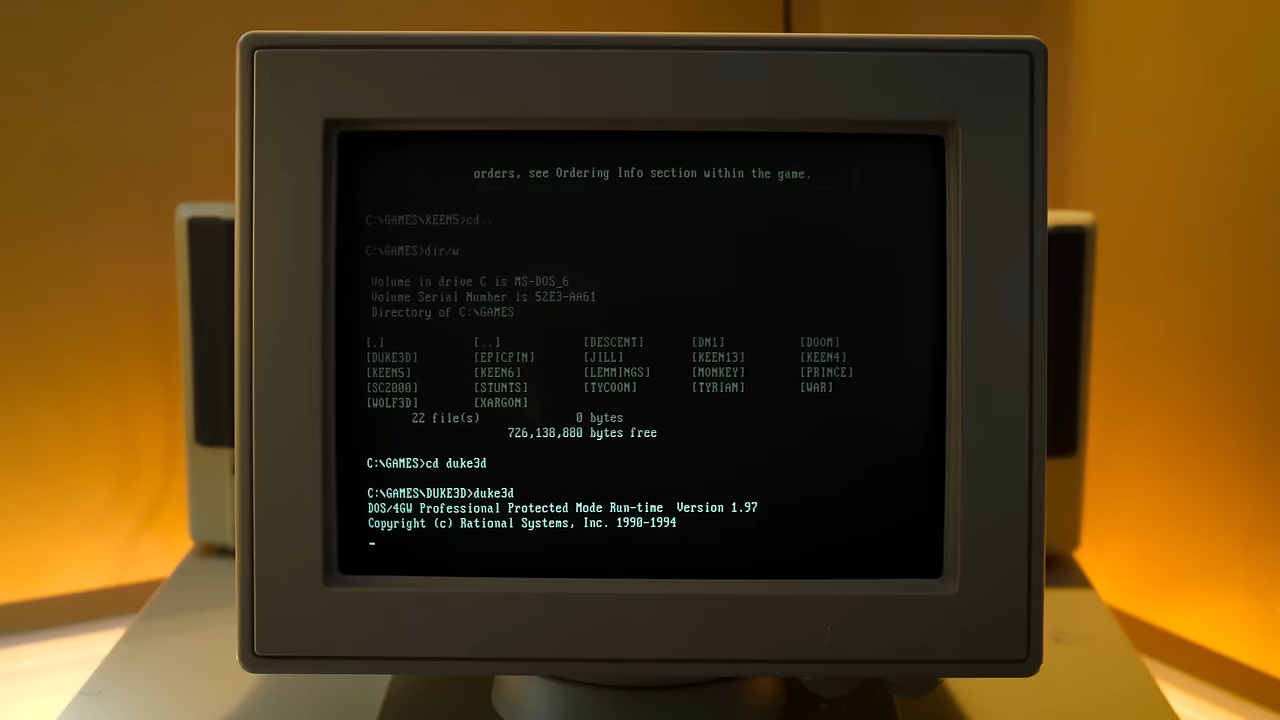 orders, see Ordering Info section within the game.
C:\GAMES\KEEN5>cd..
C:\GAMES>dir/w
Volume in drive C is MS-DOS_6
Volume Serial Number is 52E3-AA61
Directory of C:\GAMES
[.] [..] [DESCENT] [DN1] [DOOM]
[DUKE3D] [EPICPIN] [JILL] [KEEN13] [KEEN4]
[KEEN5] [KEEN6] [LEMMINGS] [MONKEY] [PRINCE]
[SC2000] [STUNTS] [TYCOON] [TYRIAN] [WAR]
[WOLF3D] [XARGON]
22 file(s) 0 bytes
726,138,880 bytes free
C:\GAMES>cd duke3d
C:\GAMES\DUKE3D>duke3d
DOS/4GW Professional Protected Mode Run-time Version 1.97
Copyright (c) Rational Systems, Inc. 1990-1994